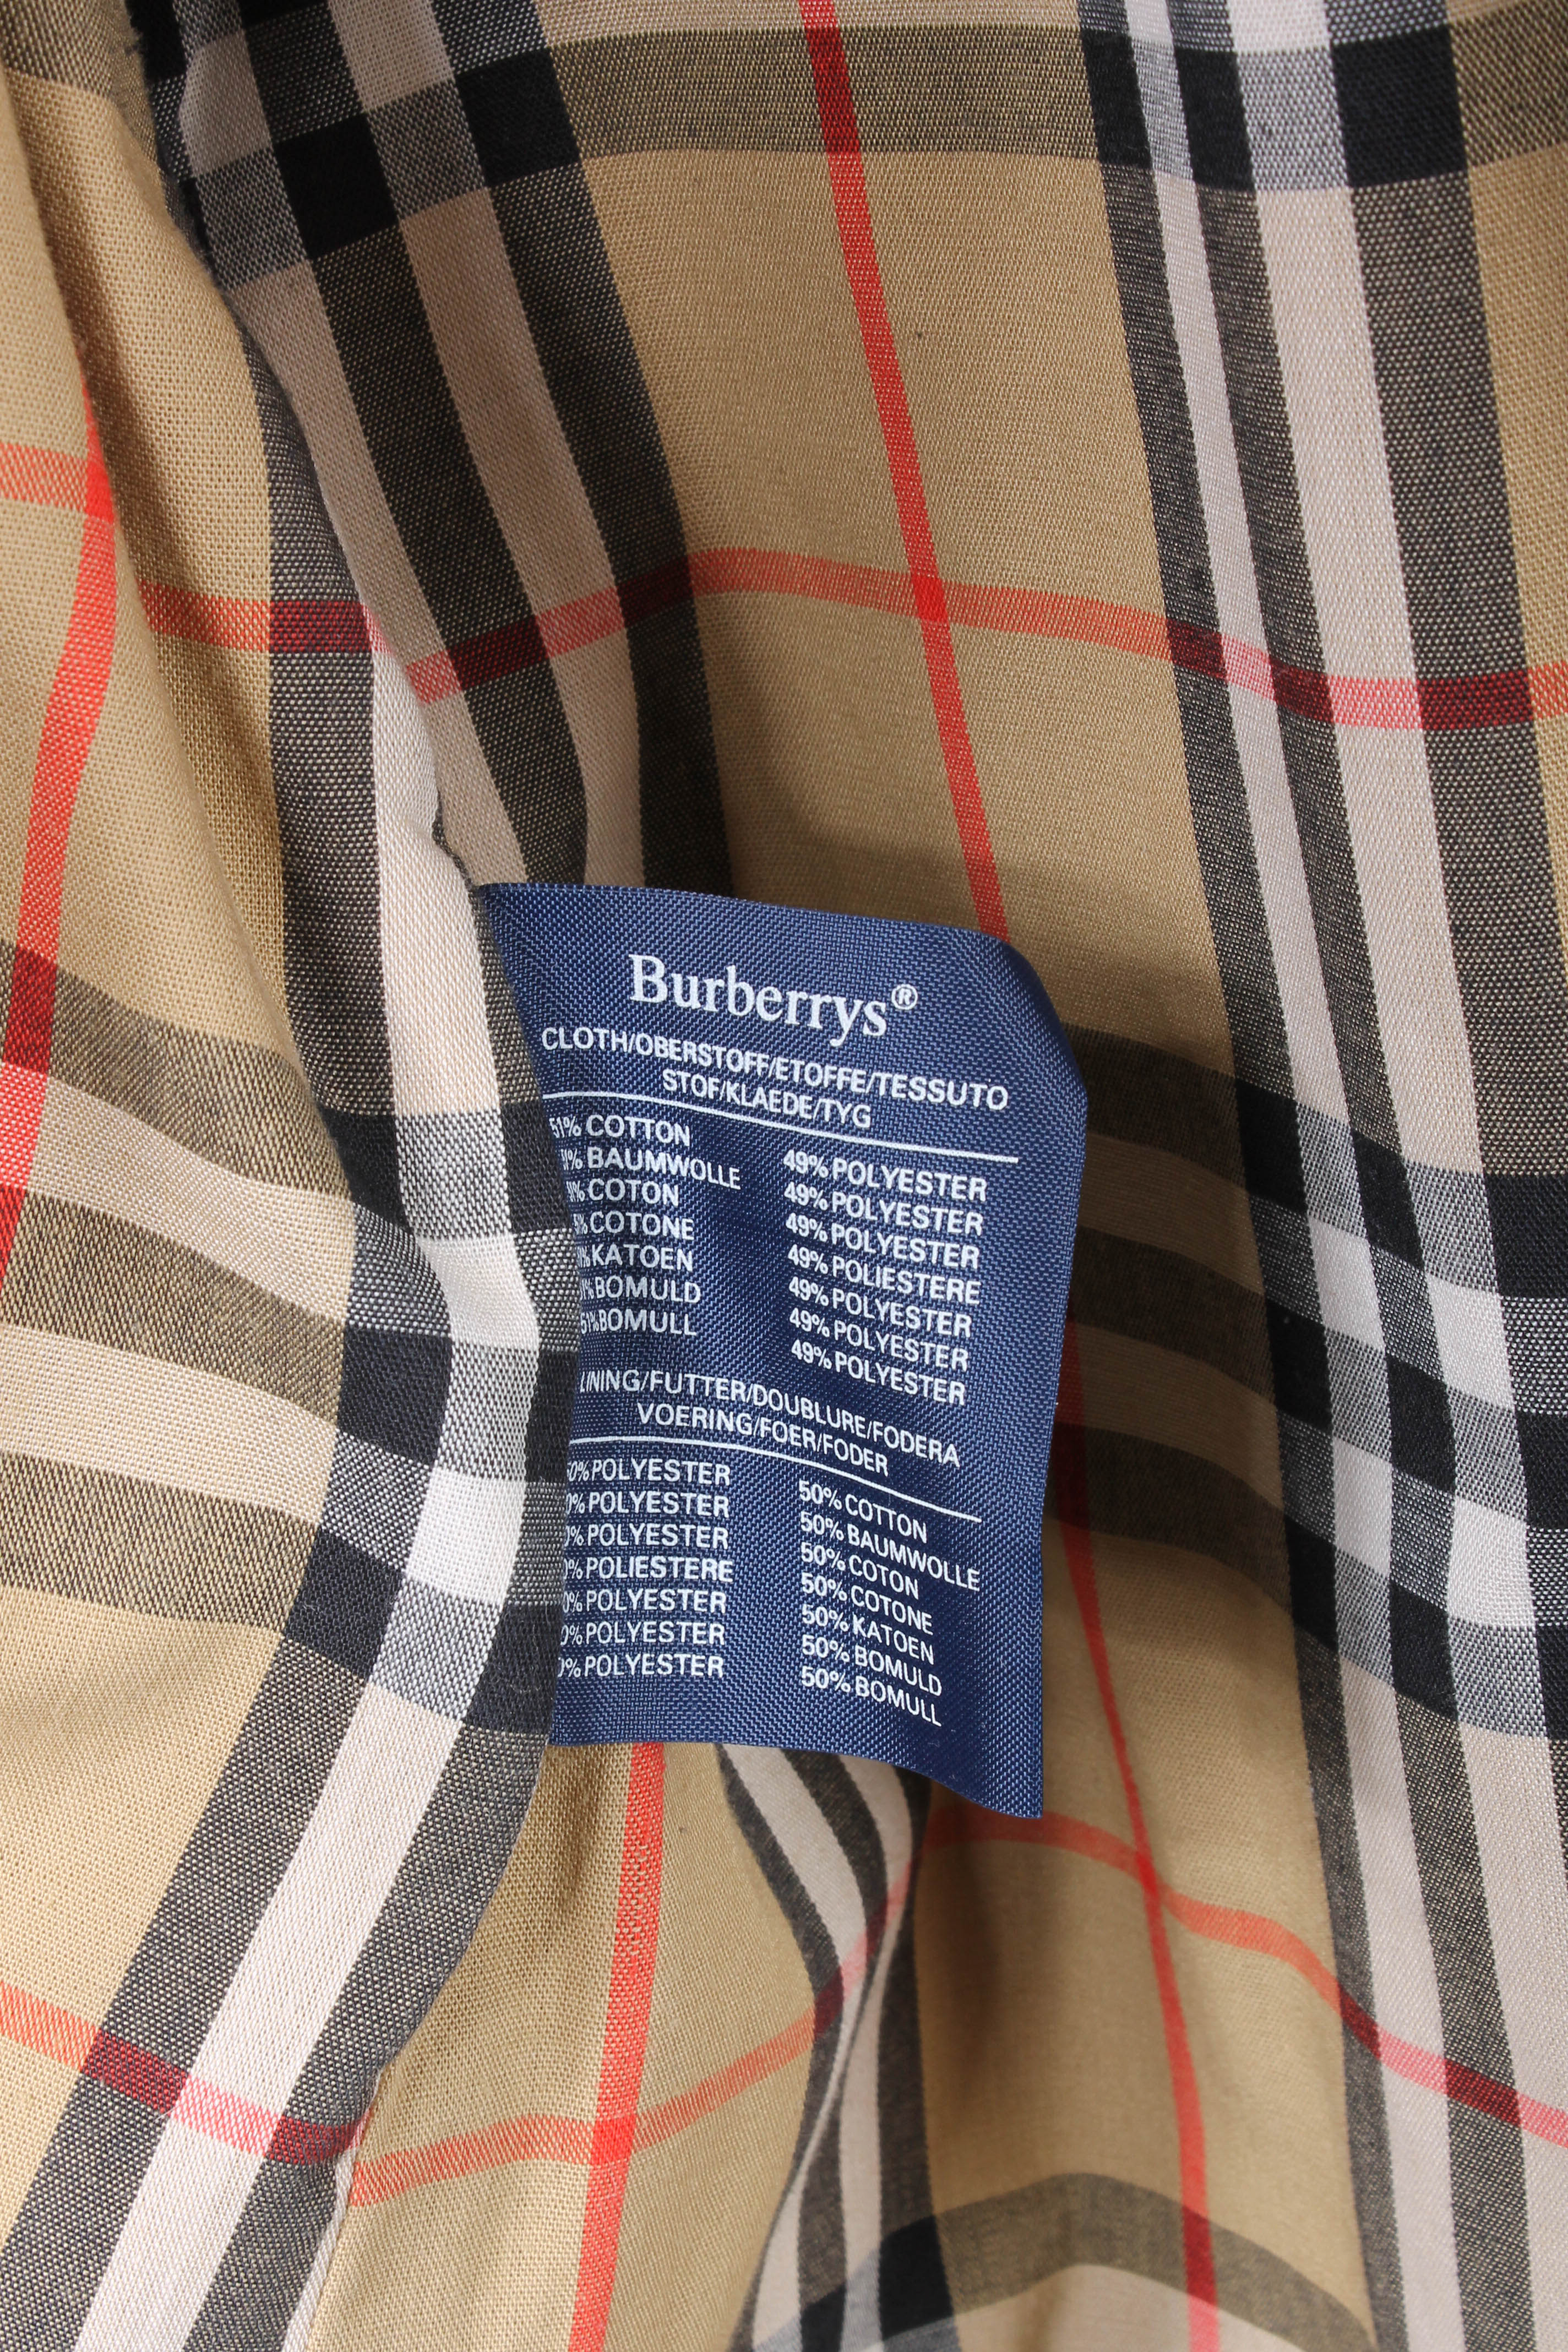 Burberrys®
CLOTH/OBERSTOFF/ETOFFE/TESSUTO
STOF/KLAEDE/TYG
51% COTTON 49% POLYESTER
BAUMWOLLE 49% POLYESTER
COTON 49% POLYESTER
COTONE 49% POLIESTERE
KATOEN 49% POLYESTER
BOMULD 49% POLYESTER
51% BOMULL 49% POLYESTER
LINING/FUTTER/DOUBLURE/FODERA
VOERING/FOER/FODER
POLYESTER 50% COTTON
POLYESTER 50% BAUMWOLLE
POLYESTER 50% COTON
POLIESTERE 50% COTONE
POLYESTER 50% KATOEN
POLYESTER 50% BOMULD
POLYESTER 50% BOMULL